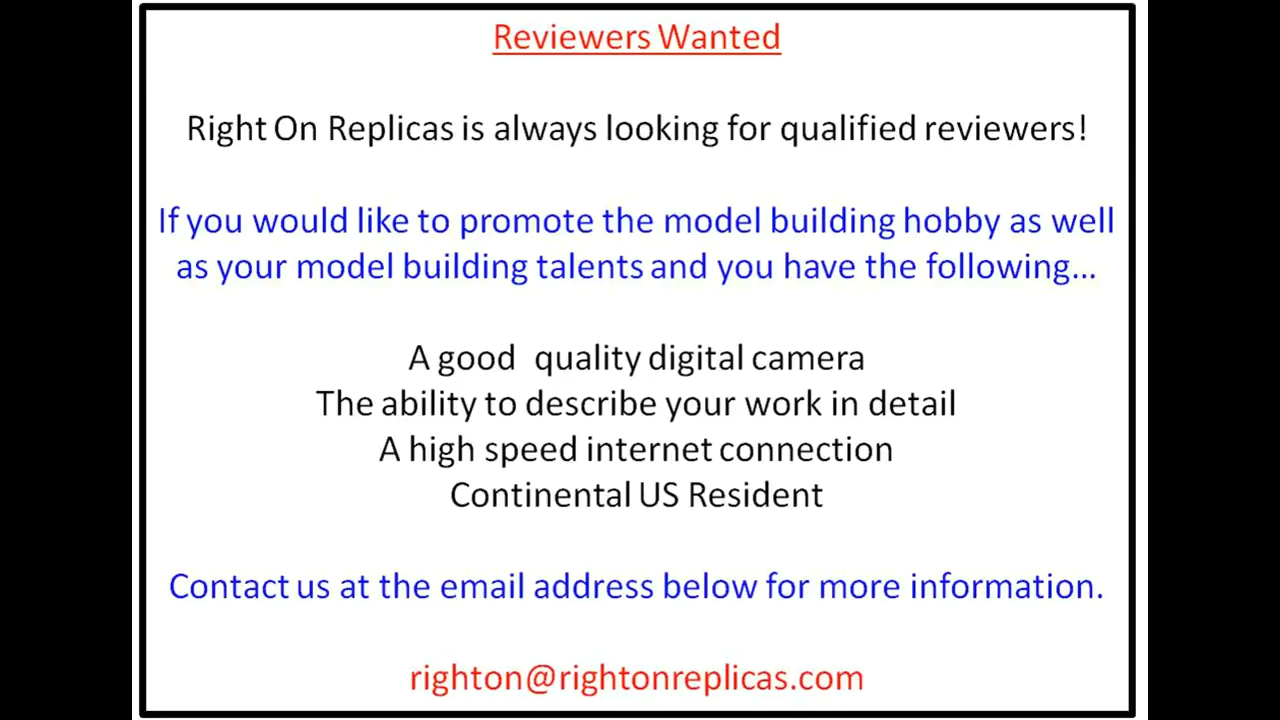 Reviewers Wanted
Right On Replicas is always looking for qualified reviewers!
If you would like to promote the model building hobby as well
as your model building talents and you have the following...
A good quality digital camera
The ability to describe your work in detail
A high speed internet connection
Continental US Resident
Contact us at the email address below for more information.
righton@rightonreplicas.com